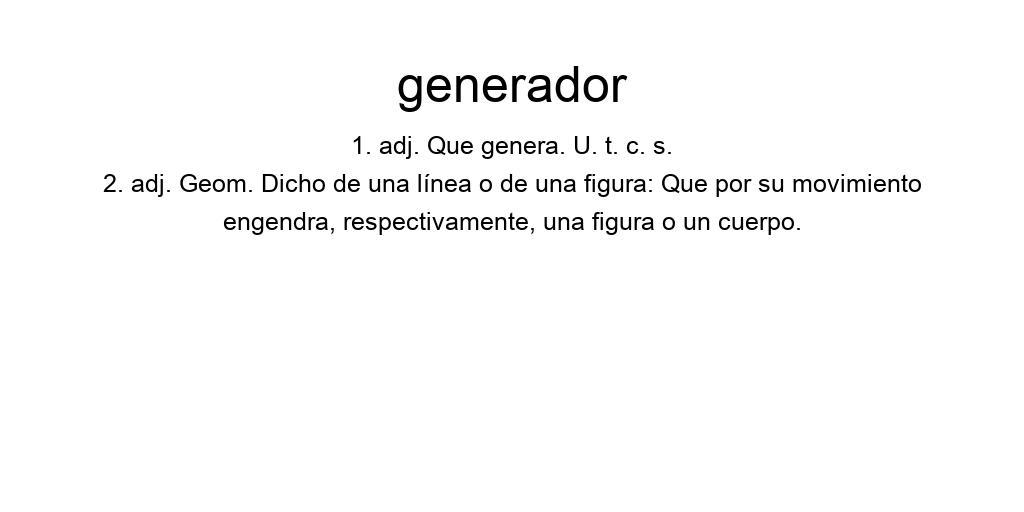 generador
1. adj. Que genera. U. t. c. s.
2. adj. Geom. Dicho de una línea o de una figura: Que por su movimiento
engendra, respectivamente, una figura o un cuerpo.